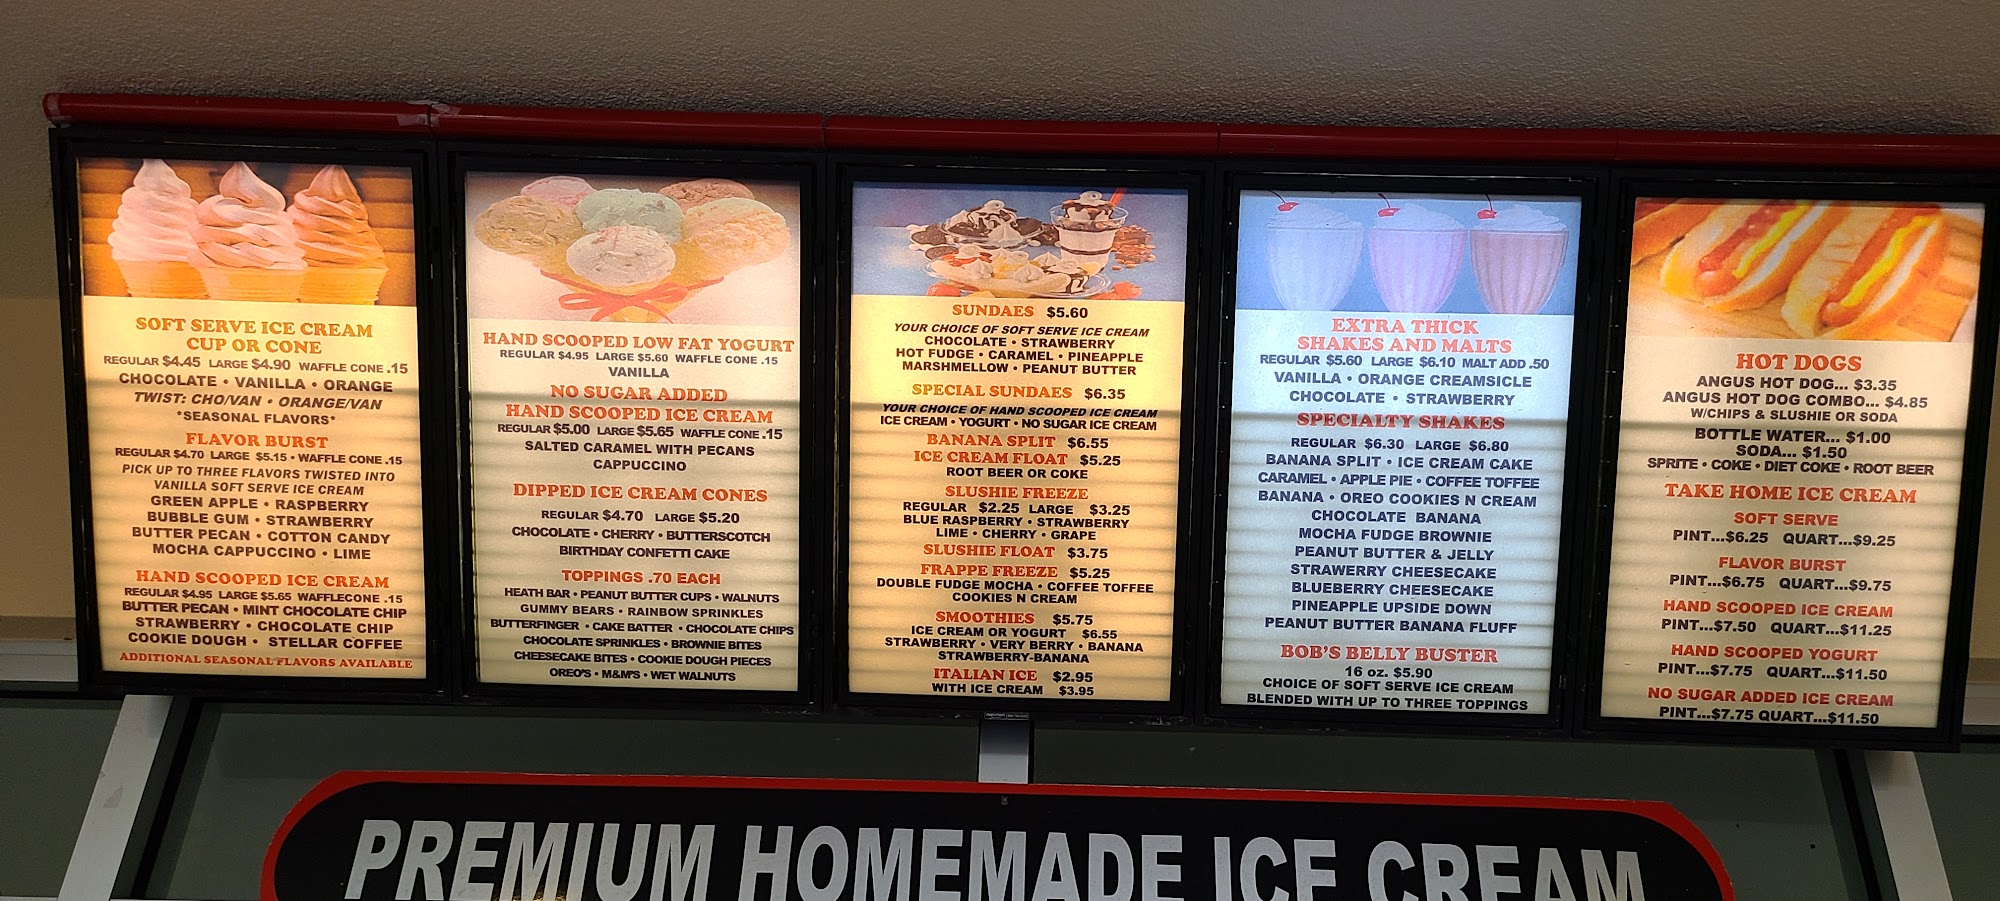 SOFT SERVE ICE CREAM
CUP OR CONE
REGULAR $4.45 LARGE $4.90 WAFFLE CONE .15
CHOCOLATE • VANILLA • ORANGE
TWIST: CHO/VAN • ORANGE/VAN
*SEASONAL FLAVORS*
FLAVOR BURST
REGULAR $4.70 LARGE $5.15 • WAFFLE CONE .15
PICK UP TO THREE FLAVORS TWISTED INTO
VANILLA SOFT SERVE ICE CREAM
GREEN APPLE • RASPBERRY
BUBBLE GUM • STRAWBERRY
BUTTER PECAN • COTTON CANDY
MOCHA CAPPUCCINO • LIME
HAND SCOOPED ICE CREAM
REGULAR $4.95 LARGE $5.65 WAFFLECONE .15
BUTTER PECAN • MINT CHOCOLATE CHIP
STRAWBERRY • CHOCOLATE CHIP
COOKIE DOUGH • STELLAR COFFEE
ADDITIONAL SEASONAL FLAVORS AVAILABLE
HAND SCOOPED LOW FAT YOGURT
REGULAR $4.95 LARGE $5.60 WAFFLE CONE .15
VANILLA
NO SUGAR ADDED
HAND SCOOPED ICE CREAM
REGULAR $5.00 LARGE $5.65 WAFFLE CONE .15
SALTED CARAMEL WITH PECANS
CAPPUCCINO
DIPPED ICE CREAM CONES
REGULAR $4.70 LARGE $5.20
CHOCOLATE • CHERRY • BUTTERSCOTCH
BIRTHDAY CONFETTI CAKE
TOPPINGS .70 EACH
HEATH BAR • PEANUT BUTTER CUPS • WALNUTS
GUMMY BEARS • RAINBOW SPRINKLES
BUTTERFINGER • CAKE BATTER • CHOCOLATE CHIPS
CHOCOLATE SPRINKLES • BROWNIE BITES
CHEESECAKE BITES • COOKIE DOUGH PIECES
OREO'S • M&M'S • WET WALNUTS
SUNDAES $5.60
YOUR CHOICE OF SOFT SERVE ICE CREAM
CHOCOLATE • STRAWBERRY
HOT FUDGE • CARAMEL • PINEAPPLE
MARSHMELLOW • PEANUT BUTTER
SPECIAL SUNDAES $6.35
YOUR CHOICE OF HAND SCOOPED ICE CREAM
ICE CREAM • YOGURT • NO SUGAR ICE CREAM
BANANA SPLIT $6.55
ICE CREAM FLOAT $5.25
ROOT BEER OR COKE
SLUSHIE FREEZE
REGULAR $2.25 LARGE $3.25
BLUE RASPBERRY • STRAWBERRY
LIME • CHERRY • GRAPE
SLUSHIE FLOAT $3.75
FRAPPE FREEZE $5.25
DOUBLE FUDGE MOCHA • COFFEE TOFFEE
COOKIES N CREAM
SMOOTHIES $5.75
ICE CREAM OR YOGURT $6.55
STRAWBERRY • VERY BERRY • BANANA
STRAWBERRY-BANANA
ITALIAN ICE $2.95
WITH ICE CREAM $3.95
EXTRA THICK
SHAKES AND MALTS
REGULAR $5.60 LARGE $6.10 MALT ADD .50
VANILLA • ORANGE CREAMSICLE
CHOCOLATE • STRAWBERRY
SPECIALTY SHAKES
REGULAR $6.30 LARGE $6.80
BANANA SPLIT • ICE CREAM CAKE
CARAMEL • APPLE PIE • COFFEE TOFFEE
BANANA • OREO COOKIES N CREAM
CHOCOLATE BANANA
MOCHA FUDGE BROWNIE
PEANUT BUTTER & JELLY
STRAWERRY CHEESECAKE
BLUEBERRY CHEESECAKE
PINEAPPLE UPSIDE DOWN
PEANUT BUTTER BANANA FLUFF
BOB'S BELLY BUSTER
16 oz. $5.90
CHOICE OF SOFT SERVE ICE CREAM
BLENDED WITH UP TO THREE TOPPINGS
HOT DOGS
ANGUS HOT DOG... $3.35
ANGUS HOT DOG COMBO... $4.85
W/CHIPS & SLUSHIE OR SODA
BOTTLE WATER... $1.00
SODA... $1.50
SPRITE • COKE • DIET COKE • ROOT BEER
TAKE HOME ICE CREAM
SOFT SERVE
PINT...$6.25 QUART...$9.25
FLAVOR BURST
PINT...$6.75 QUART...$9.75
HAND SCOOPED ICE CREAM
PINT...$7.50 QUART...$11.25
HAND SCOOPED YOGURT
PINT...$7.75 QUART...$11.50
NO SUGAR ADDED ICE CREAM
PINT...$7.75 QUART...$11.50
PREMIUM HOMEMADE ICE CREAM